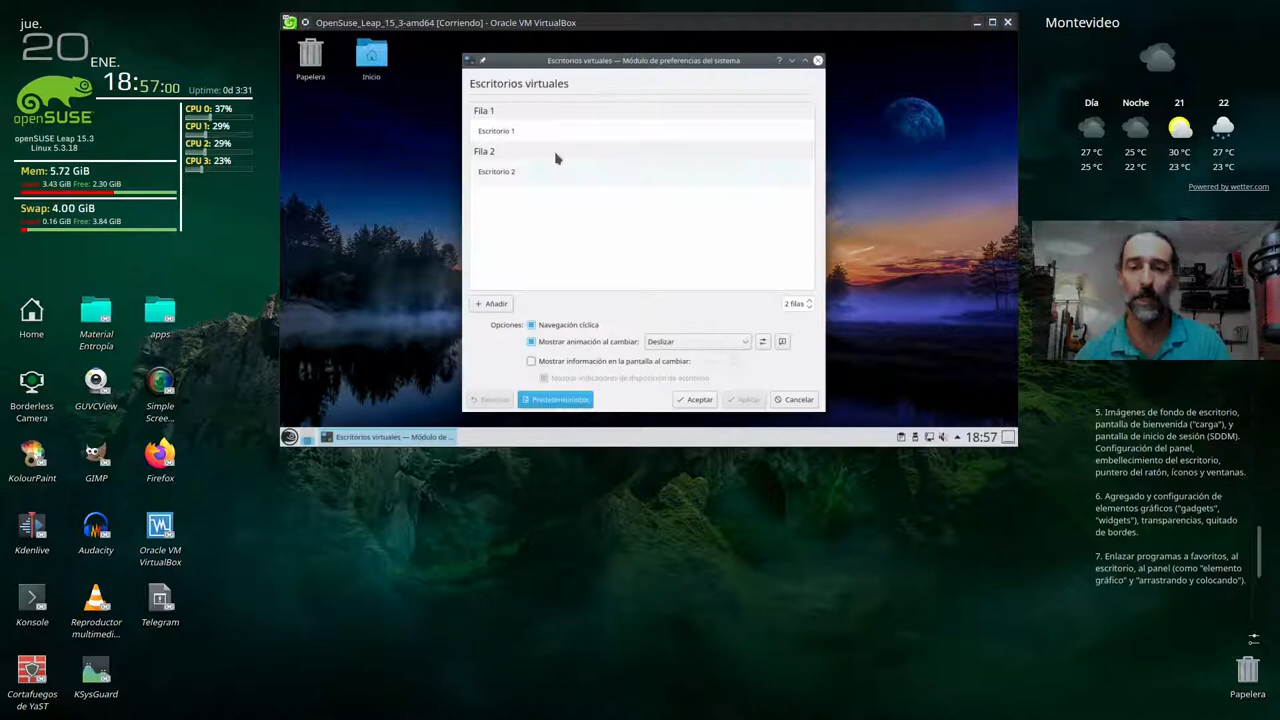 jue.
20
ENE.
18:57:00
Uptime: 0d 3:31
openSUSE
openSUSE Leap 15.3
Linux 5.3.18
CPU 0: 37%
CPU 1: 29%
CPU 2: 29%
CPU 3: 23%
Mem: 5.72 GiB
3.43 GiB Free: 2.30 GiB
Swap: 4.00 GiB
0.16 GiB Free: 3.84 GiB
Home
Material
Entropía
apps
Borderless
Camera
GUVCView
Simple
Scree...
KolourPaint
GIMP
Firefox
Kdenlive
Audacity
Oracle VM
VirtualBox
Konsole
Reproductor
multimedi...
Telegram
Cortafuegos
de YaST
KSysGuard
OpenSuse_Leap_15_3-amd64 [Corriendo] - Oracle VM VirtualBox
Papelera
Inicio
Escritorios virtuales — Módulo de preferencias del sistema
Escritorios virtuales
Fila 1
Escritorio 1
Fila 2
Escritorio 2
+ Añadir
2 filas
Opciones:
Navegación cíclica
Mostrar animación al cambiar:
Deslizar
Mostrar información en la pantalla al cambiar:
Mostrar indicadores de disposición de escritorio
Predeterminados
Aceptar
Aplicar
Cancelar
Escritorios virtuales — Módulo de ...
18:57
Montevideo
Día
Noche
21
22
27 °C
25 °C
30 °C
27 °C
25 °C
22 °C
23 °C
23 °C
Powered by wetter.com
5. Imágenes de fondo de escritorio,
pantalla de bienvenida ("carga"), y
pantalla de inicio de sesión (SDDM).
Configuración del panel,
embellecimiento del escritorio,
puntero del ratón, íconos y ventanas.
6. Agregado y configuración de
elementos gráficos ("gadgets",
"widgets"), transparencias, quitado
de bordes.
7. Enlazar programas a favoritos, al
escritorio, al panel (como "elemento
gráfico" y "arrastrando y colocando").
Papelera